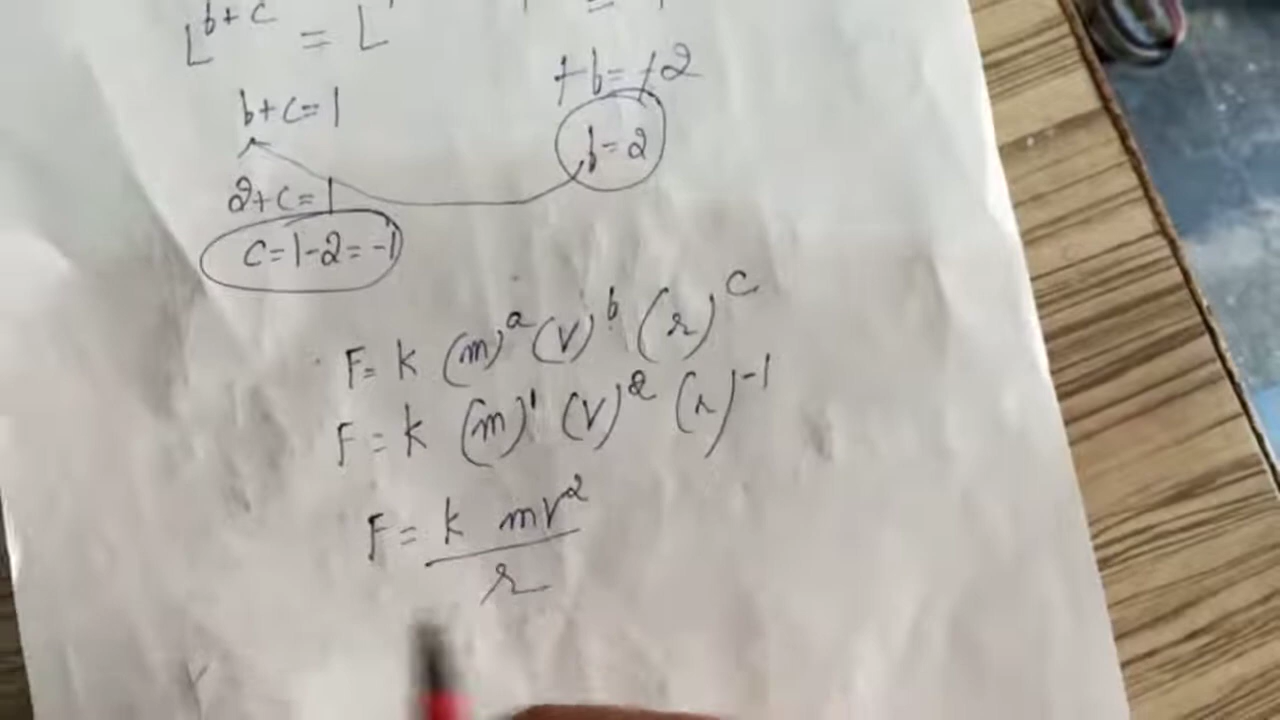 L^{b+c} = L
b+c=1
+b=+2
b=2
2+c=1
c=1-2=-1
F= k (m)^a (v)^b (r)^c
F= k (m)^1 (v)^2 (r)^{-1}
F= k mv^2
r